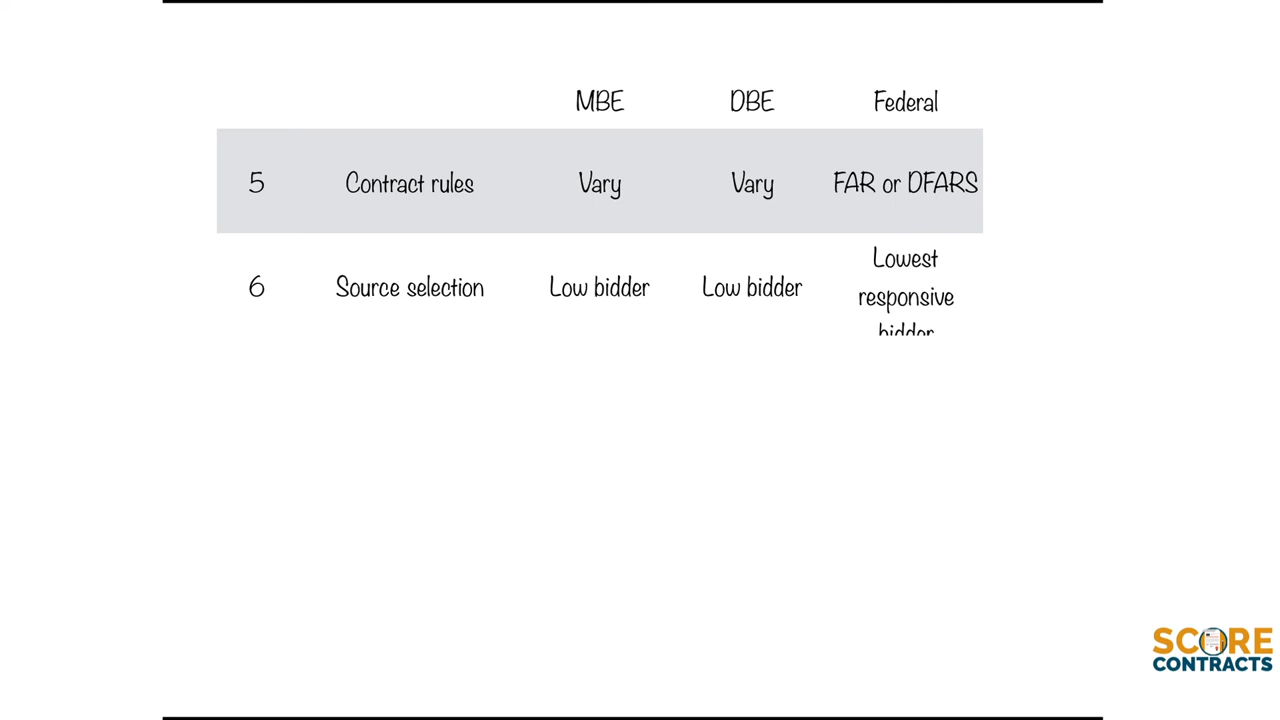 MBE DBE Federal
5 Contract rules Vary Vary FAR or DFARS
6 Source selection Low bidder Low bidder Lowest
responsive
bidder
SCORE
CONTRACTS